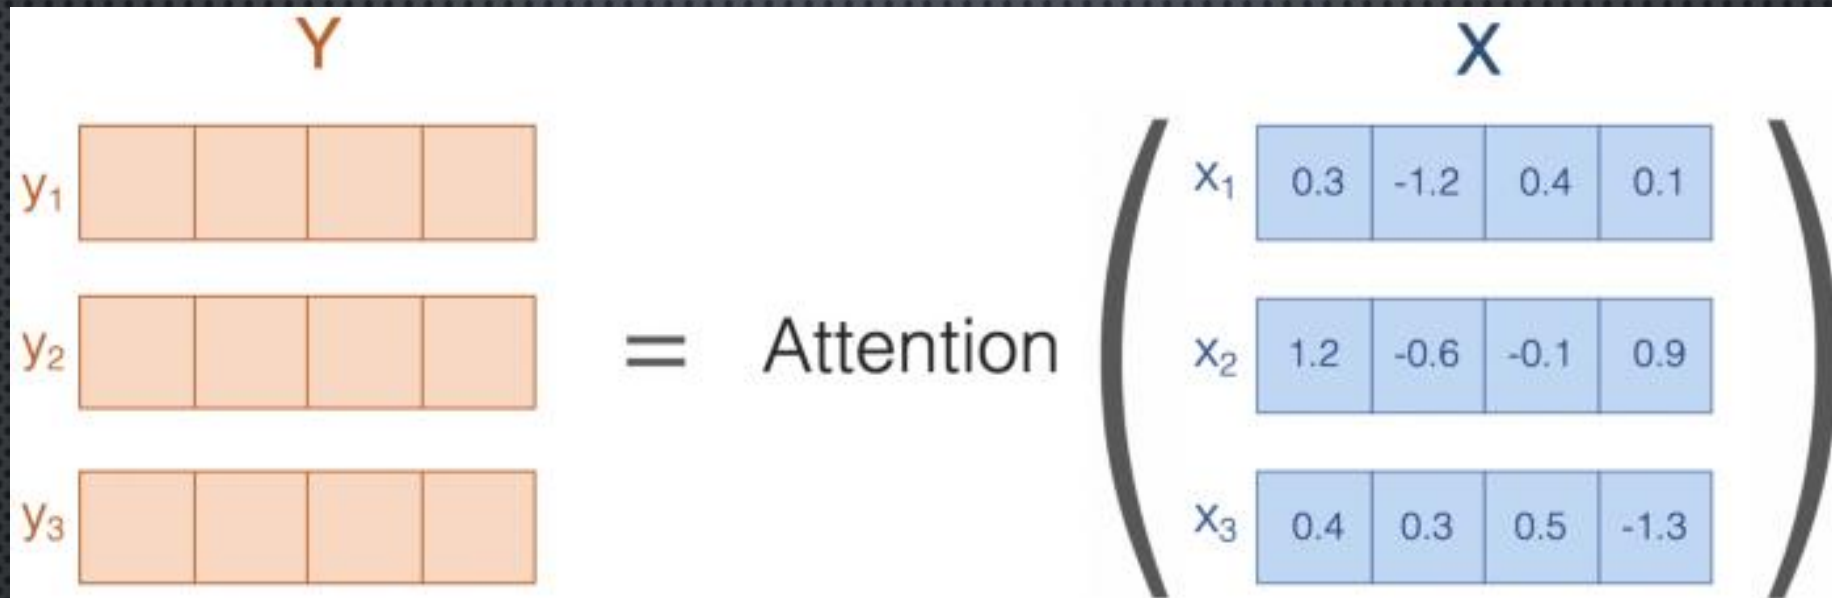 Y X
y₁ x₁ 0.3 -1.2 0.4 0.1
y₂ = Attention ( x₂ 1.2 -0.6 -0.1 0.9 )
y₃ x₃ 0.4 0.3 0.5 -1.3